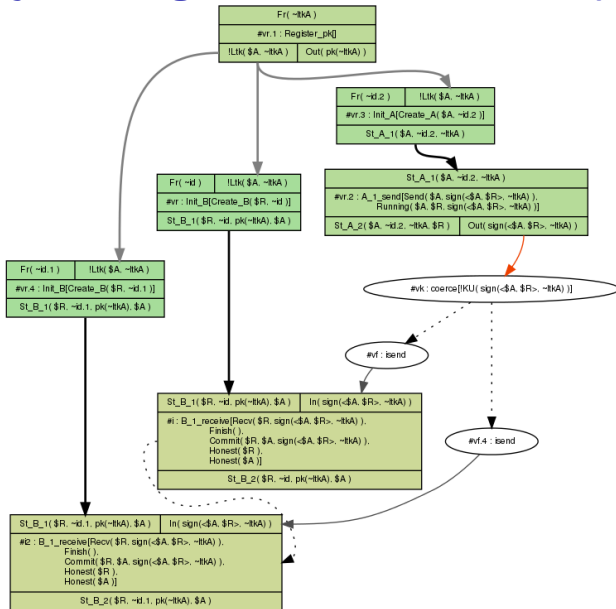 Fr( ~ltkA )
#vr.1 : Register_pk[]
!Ltk( $A. ~ltkA ) Out( pk(~ltkA) )
Fr( ~id.2 ) !Ltk( $A. ~ltkA )
#vr.3 : Init_A[Create_A( $A. ~id.2 )]
St_A_1( $A. ~id.2. ~ltkA )
Fr( ~id ) !Ltk( $A. ~ltkA )
#vr : Init_B[Create_B( $R. ~id )]
St_B_1( $R. ~id. pk(~ltkA). $A )
St_A_1( $A. ~id.2. ~ltkA )
#vr.2 : A_1_send[Send( $A. sign(<$A. $R>. ~ltkA) ).
Running( $A. $R. sign(<$A. $R>. ~ltkA) )]
St_A_2( $A. ~id.2. ~ltkA. $R ) Out( sign(<$A. $R>. ~ltkA) )
Fr( ~id.1 ) !Ltk( $A. ~ltkA )
#vr.4 : Init_B[Create_B( $R. ~id.1 )]
St_B_1( $R. ~id.1. pk(~ltkA). $A )
#vk : coerce[!KU( sign(<$A. $R>. ~ltkA) )]
#vf : isend
St_B_1( $R. ~id. pk(~ltkA). $A ) In( sign(<$A. $R>. ~ltkA) )
#i : B_1_receive[Recv( $R. sign(<$A. $R>. ~ltkA) ).
Finish( ).
Commit( $R. $A. sign(<$A. $R>. ~ltkA) ).
Honest( $R ).
Honest( $A )]
St_B_2( $R. ~id. pk(~ltkA). $A )
#vf.4 : isend
St_B_1( $R. ~id.1. pk(~ltkA). $A ) In( sign(<$A. $R>. ~ltkA) )
#i2 : B_1_receive[Recv( $R. sign(<$A. $R>. ~ltkA) ).
Finish( ).
Commit( $R. $A. sign(<$A. $R>. ~ltkA) ).
Honest( $R ).
Honest( $A )]
St_B_2( $R. ~id.1. pk(~ltkA). $A )